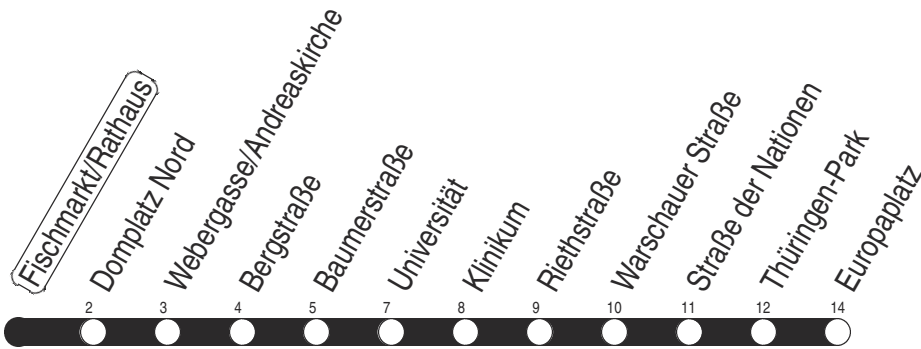 Fischmarkt/Rathaus
Domplatz Nord
Webergasse/Andreaskirche
Bergstraße
Baumerstraße
Universität
Klinikum
Riethstraße
Warschauer Straße
Straße der Nationen
Thüringen-Park
Europaplatz
2 3 4 5 7 8 9 10 11 12 14